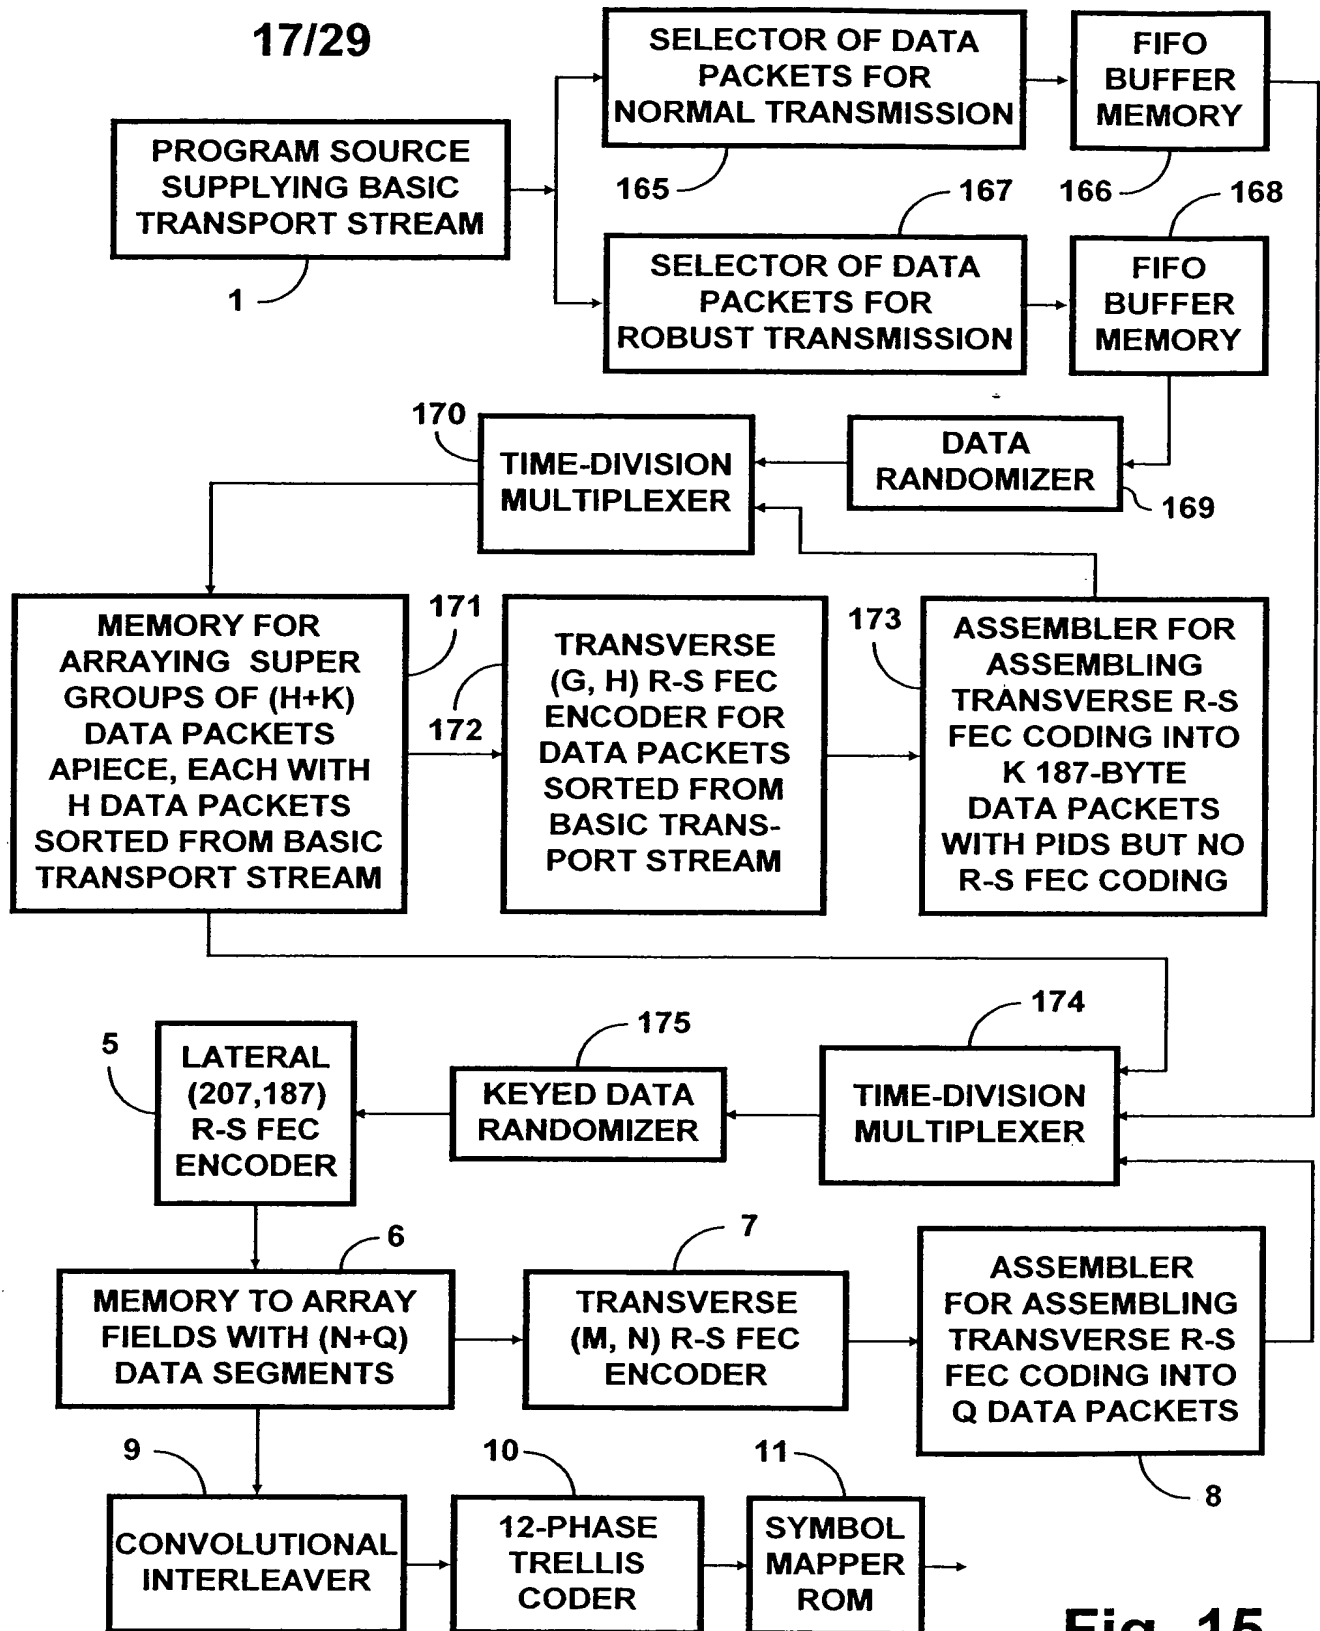 17/29
SELECTOR OF DATA
PACKETS FOR
NORMAL TRANSMISSION
FIFO
BUFFER
MEMORY
PROGRAM SOURCE
SUPPLYING BASIC
TRANSPORT STREAM
165
167
166
168
1
SELECTOR OF DATA
PACKETS FOR
ROBUST TRANSMISSION
FIFO
BUFFER
MEMORY
170
TIME-DIVISION
MULTIPLEXER
DATA
RANDOMIZER
169
MEMORY FOR
ARRAYING SUPER
GROUPS OF (H+K)
DATA PACKETS
APIECE, EACH WITH
H DATA PACKETS
SORTED FROM BASIC
TRANSPORT STREAM
171
172
TRANSVERSE
(G, H) R-S FEC
ENCODER FOR
DATA PACKETS
SORTED FROM
BASIC TRANS-
PORT STREAM
173
ASSEMBLER FOR
ASSEMBLING
TRANSVERSE R-S
FEC CODING INTO
K 187-BYTE
DATA PACKETS
WITH PIDS BUT NO
R-S FEC CODING
5
LATERAL
(207,187)
R-S FEC
ENCODER
175
KEYED DATA
RANDOMIZER
174
TIME-DIVISION
MULTIPLEXER
6
MEMORY TO ARRAY
FIELDS WITH (N+Q)
DATA SEGMENTS
7
TRANSVERSE
(M, N) R-S FEC
ENCODER
ASSEMBLER
FOR ASSEMBLING
TRANSVERSE R-S
FEC CODING INTO
Q DATA PACKETS
8
9
CONVOLUTIONAL
INTERLEAVER
10
12-PHASE
TRELLIS
CODER
11
SYMBOL
MAPPER
ROM
Fig. 15